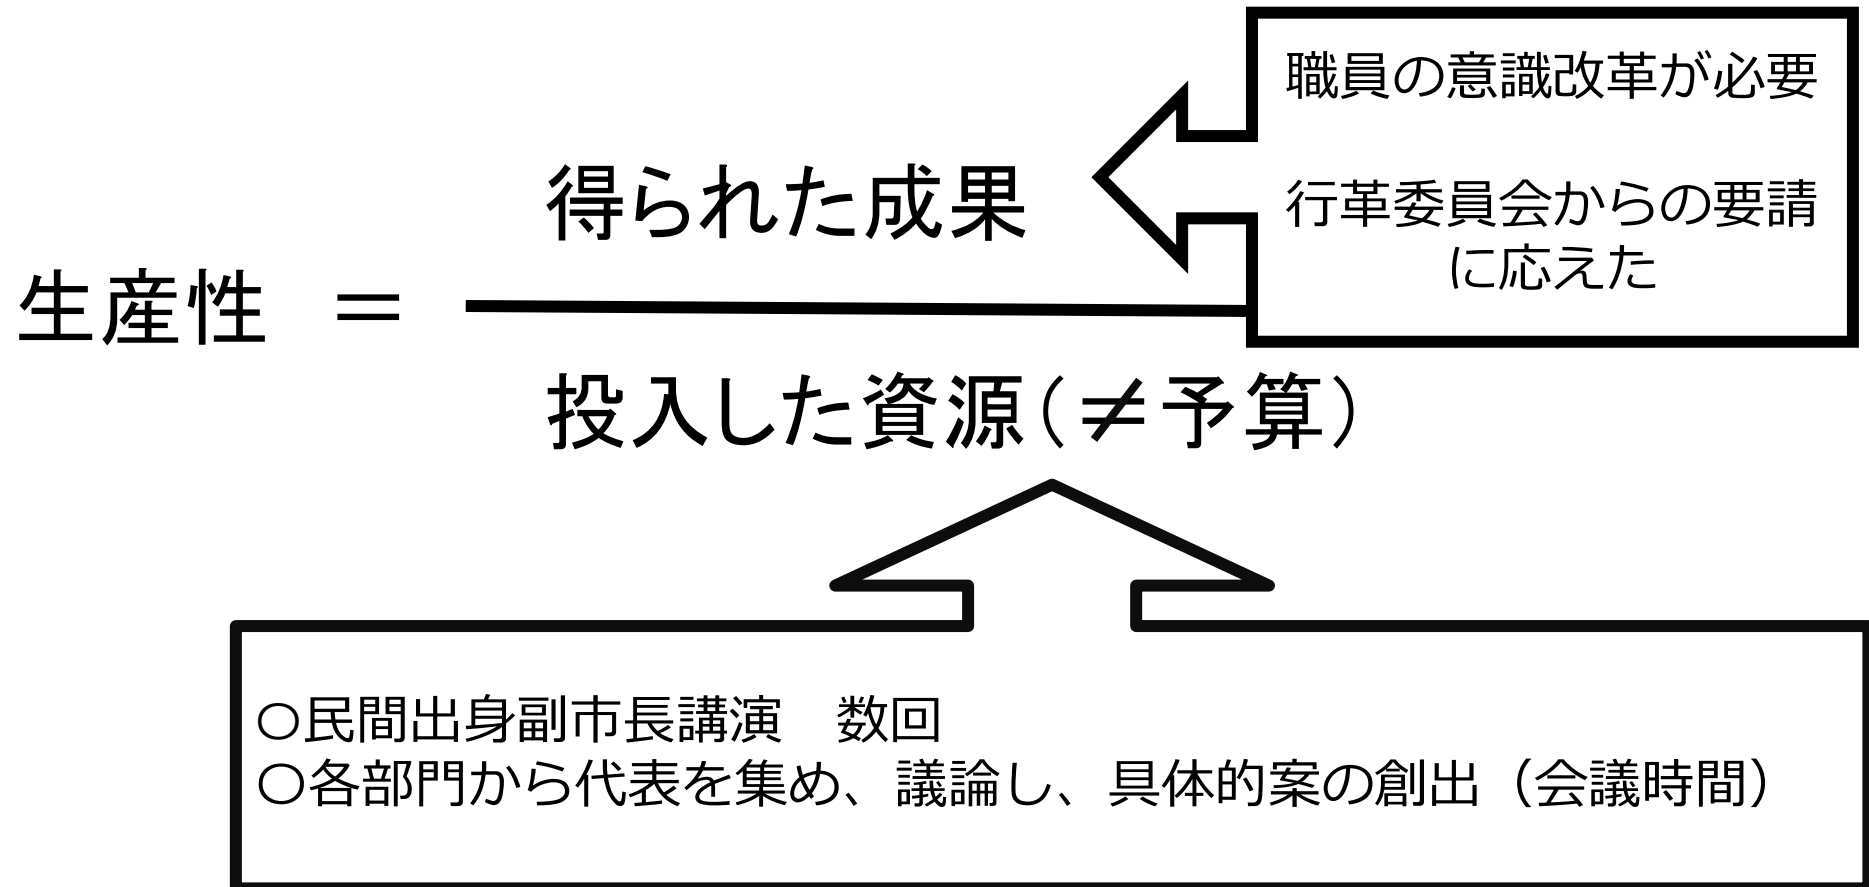 職員の意識改革が必要
行革委員会からの要請
に応えた
得られた成果
生産性 =
投入した資源(≠予算)
○民間出身副市長講演　数回
○各部門から代表を集め、議論し、具体的案の創出(会議時間)